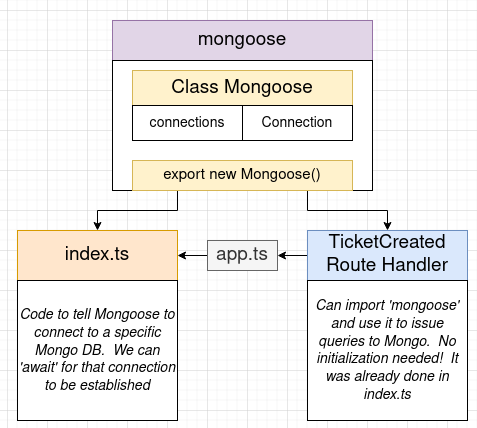 mongoose
Class Mongoose
connections
Connection
export new Mongoose()
index.ts
app.ts
TicketCreated
Route Handler
Code to tell Mongoose to
connect to a specific
Mongo DB.  We can
'await' for that connection
to be established
Can import 'mongoose'
and use it to issue
queries to Mongo.  No
initialization needed!  It
was already done in
index.ts